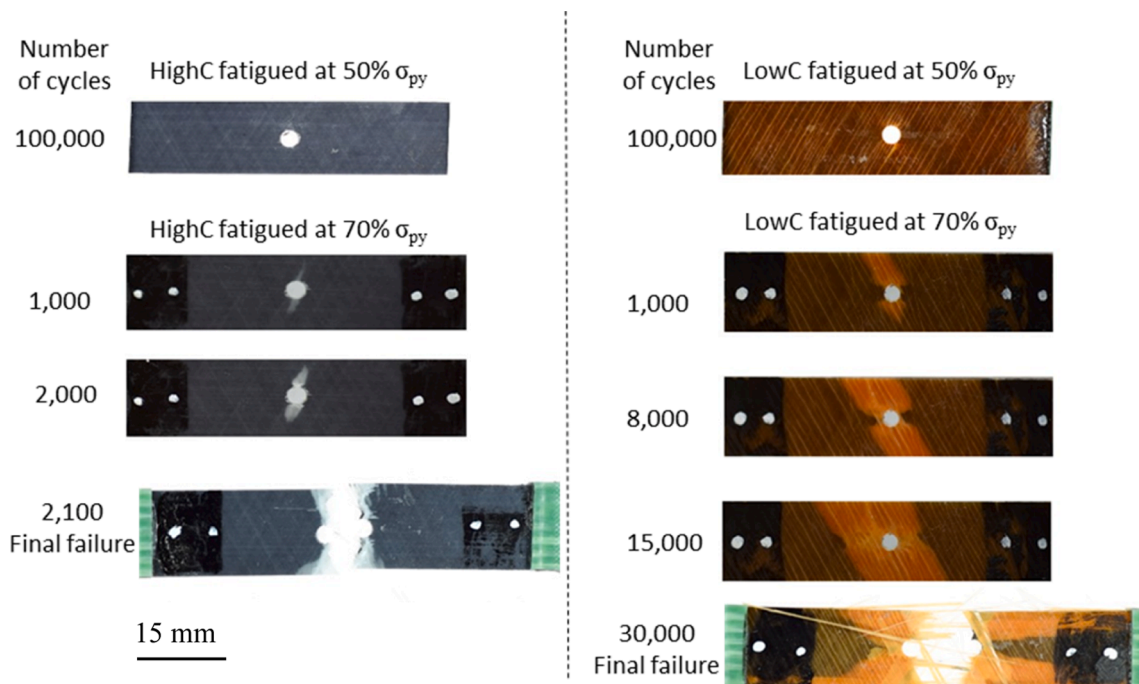 Number
of cycles
HighC fatigued at 50% σpy
100,000
HighC fatigued at 70% σpy
1,000
2,000
2,100
Final failure
15 mm
Number
of cycles
LowC fatigued at 50% σpy
100,000
LowC fatigued at 70% σpy
1,000
8,000
15,000
30,000
Final failure